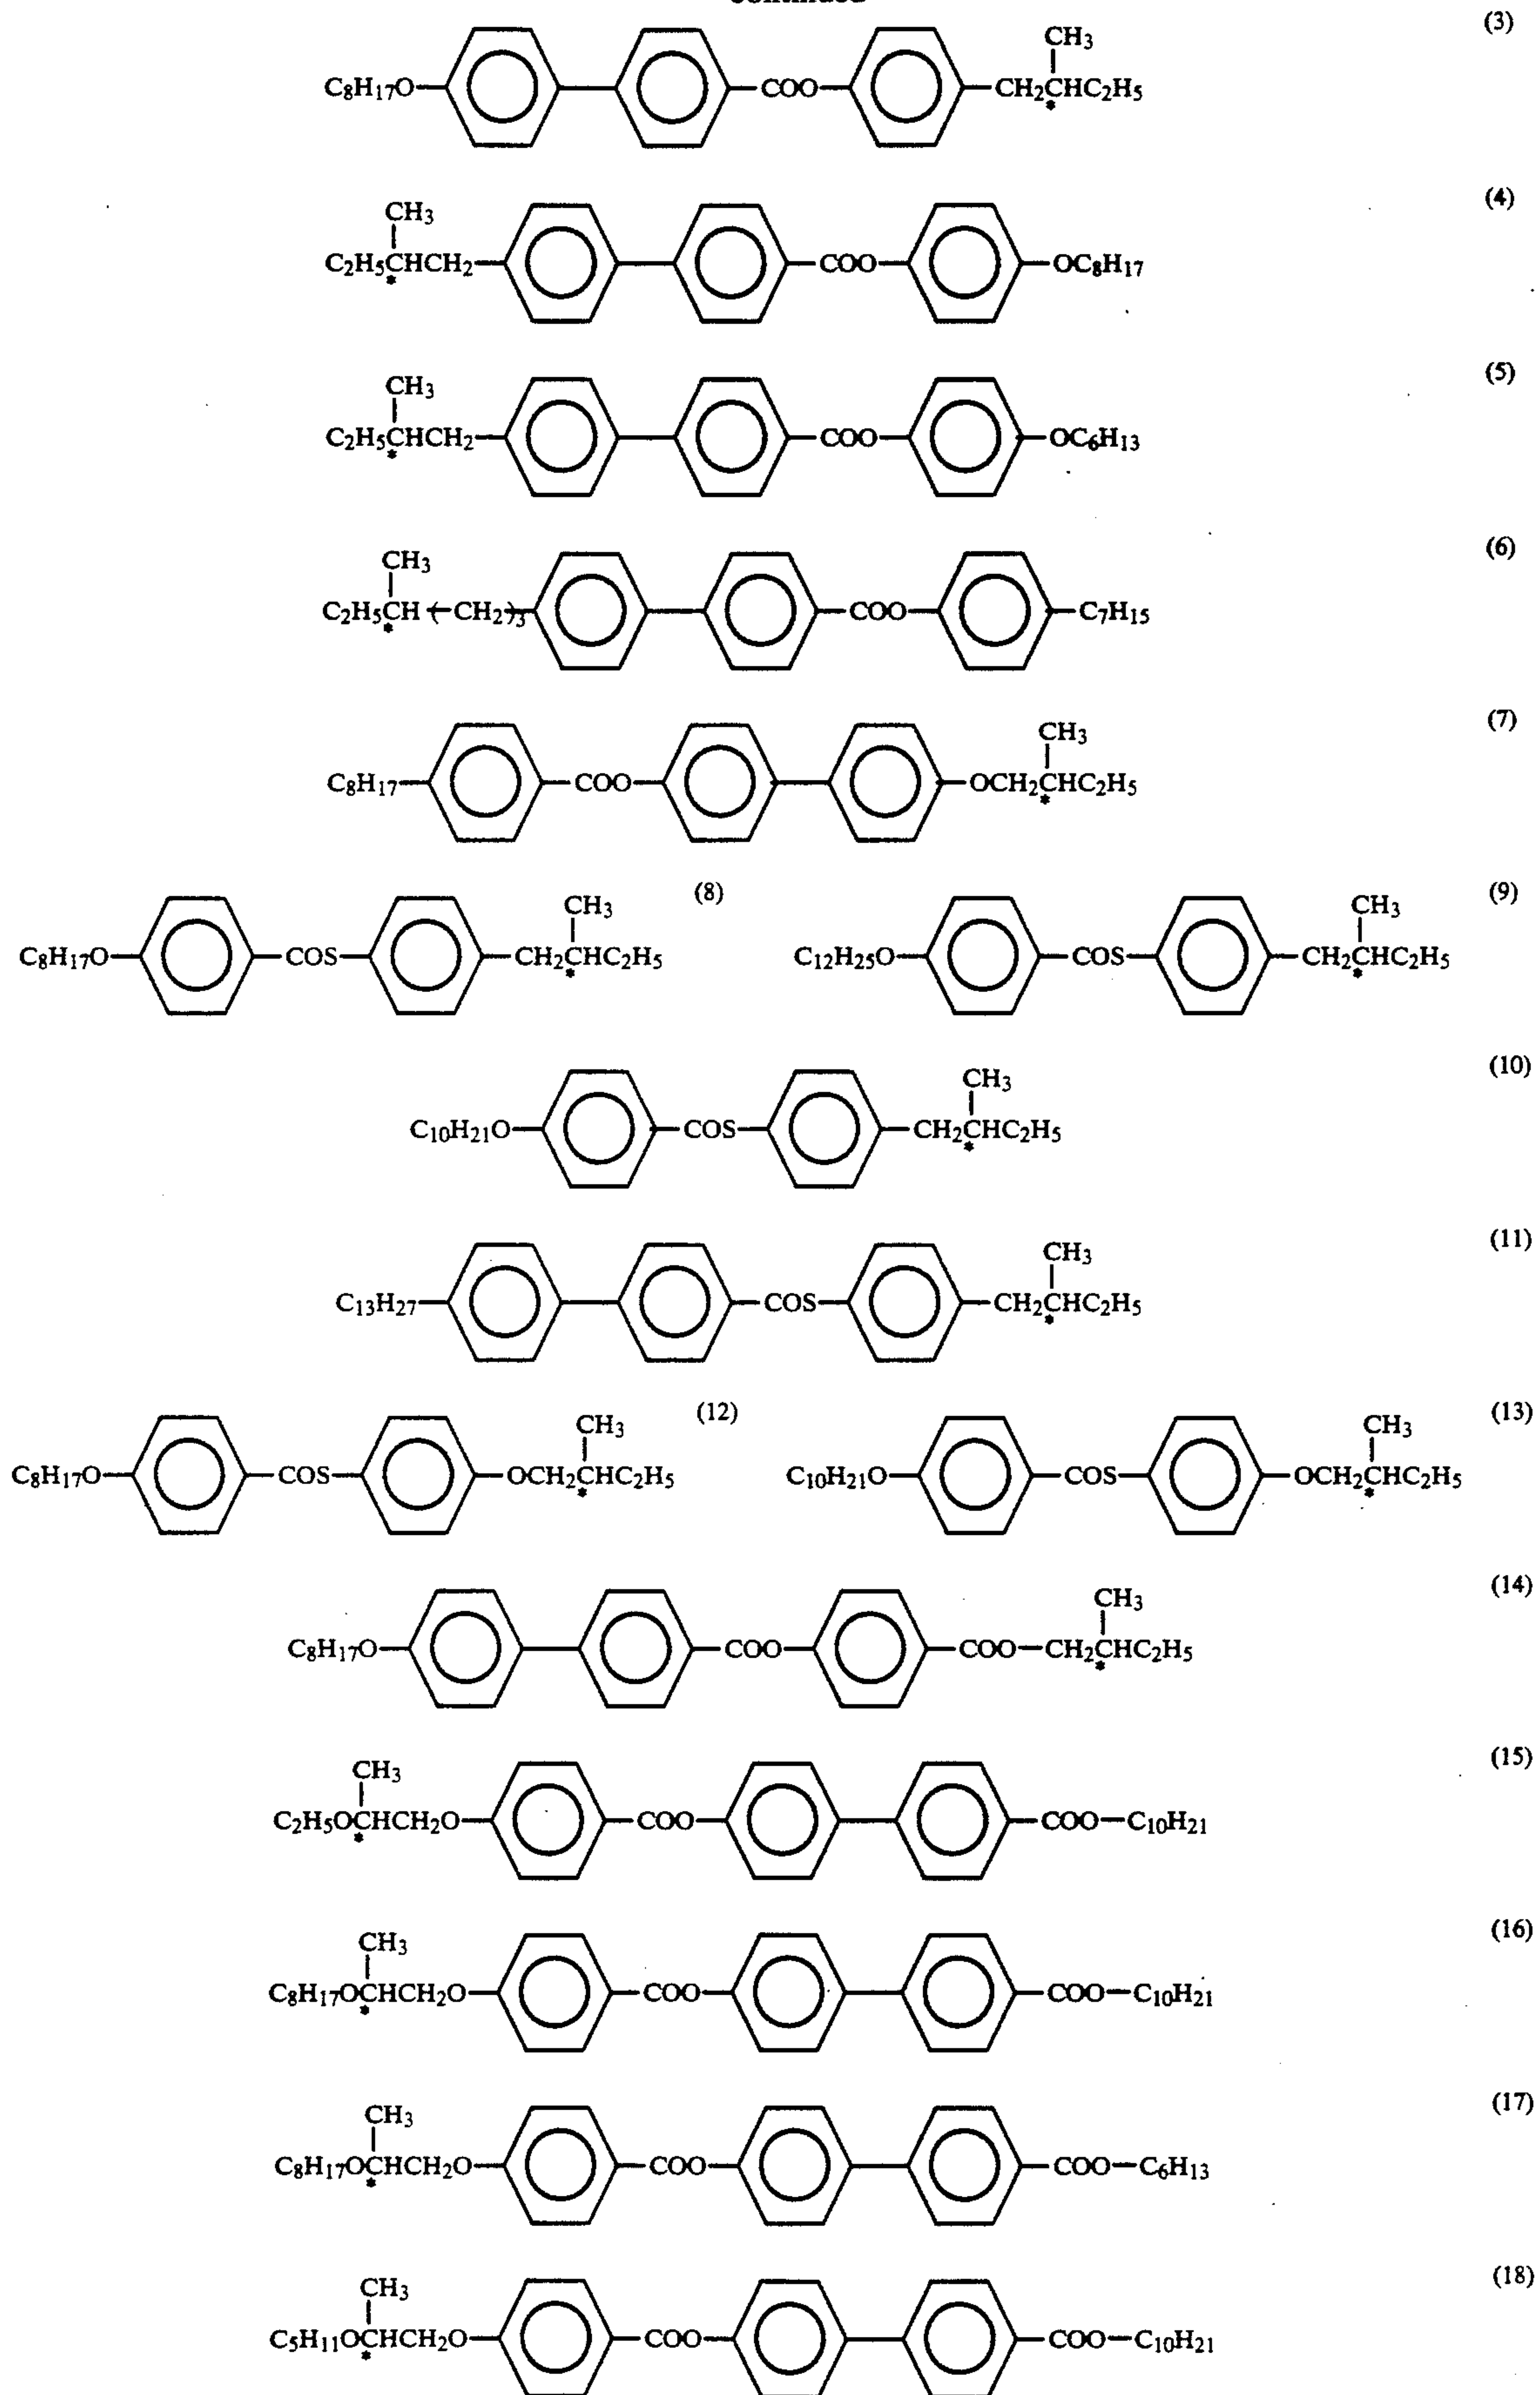 continued
(3)
CH3
C8H17O COO CH2CHC2H5
*
(4)
CH3
C2H5CHCH2 COO OC8H17
*
(5)
CH3
C2H5CHCH2 COO OC6H13
*
(6)
CH3
C2H5CH (CH2)3 COO C7H15
*
(7)
CH3
C8H17 COO OCH2CHC2H5
*
(8) (9)
CH3 CH3
C8H17O COS CH2CHC2H5 C12H25O COS CH2CHC2H5
* *
(10)
CH3
C10H21O COS CH2CHC2H5
*
(11)
CH3
C13H27 COS CH2CHC2H5
*
(12) (13)
CH3 CH3
C8H17O COS OCH2CHC2H5 C10H21O COS OCH2CHC2H5
* *
(14)
CH3
C8H17O COO COO CH2CHC2H5
*
(15)
CH3
C2H5OCHCH2O COO COO C10H21
*
(16)
CH3
C8H17OCHCH2O COO COO C10H21
*
(17)
CH3
C8H17OCHCH2O COO COO C6H13
*
(18)
CH3
C5H11OCHCH2O COO COO C10H21
*